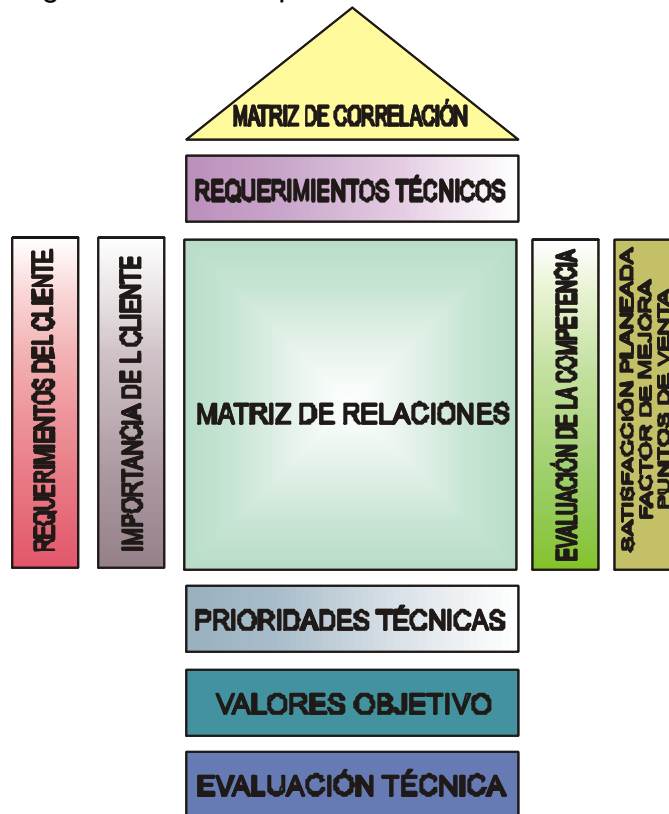 MATRIZ DE CORRELACIÓN
REQUERIMIENTOS TÉCNICOS
REQUERIMENTOS DEL CLIENTE
IMPORTANCIA DE L CLIENTE
MATRIZ DE RELACIONES
EVALUACIÓN DE LA COMPETENCIA
SATISFACCIÓN PLANEADA
FACTOR DE MEJORA
PUNTOS DE VENTA
PRIORIDADES TÉCNICAS
VALORES OBJETIVO
EVALUACIÓN TÉCNICA